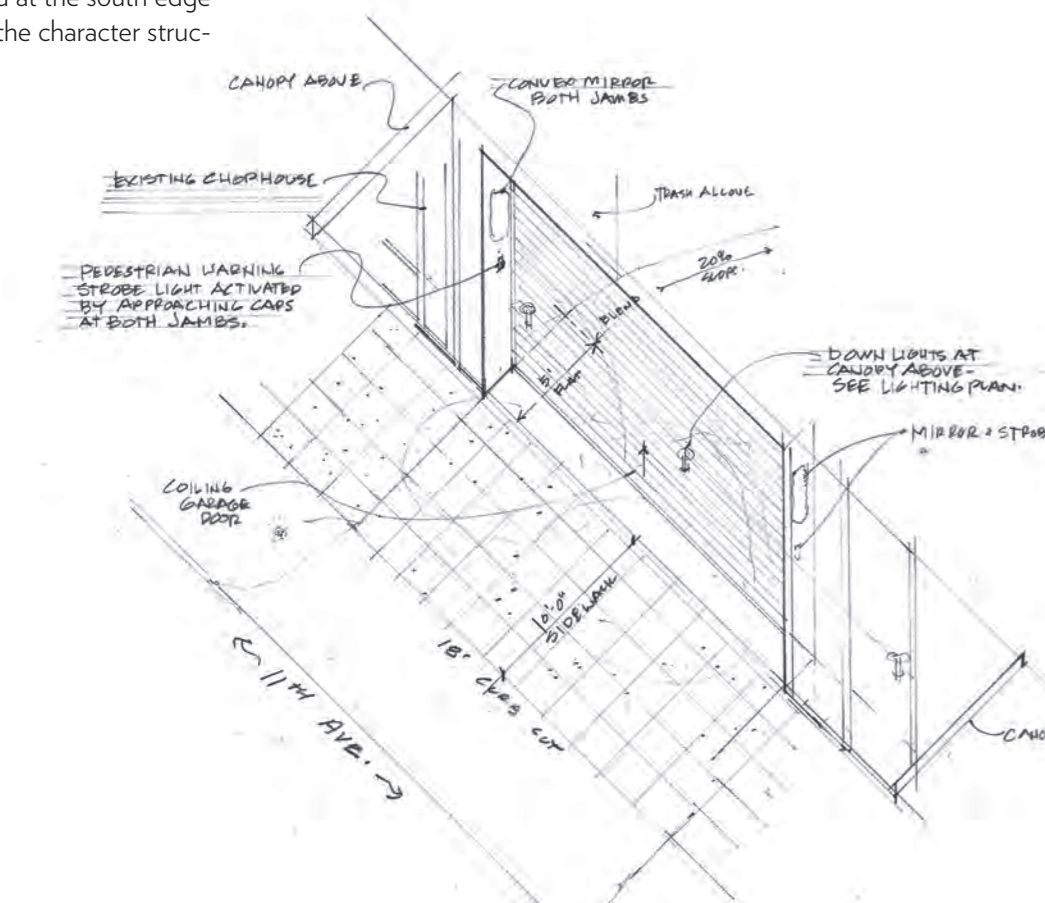 d at the south edge
the character struc-
CANOPY ABOVE
CONVEX MIRROR
BOTH JAMBS
EXISTING CHOPHOUSE
TRASH ALCOVE
20%
SLOPE
PEDESTRIAN WARNING
STROBE LIGHT ACTIVATED
BY APPROACHING CARS
AT BOTH JAMBS.
BLEND
5'
FLAT
DOWN LIGHTS AT
CANOPY ABOVE-
SEE LIGHTING PLAN.
MIRROR & STROB
COILING
GARAGE
DOOR
10'-0"
SIDEWALK
18' CURB CUT
11TH AVE.
CANO